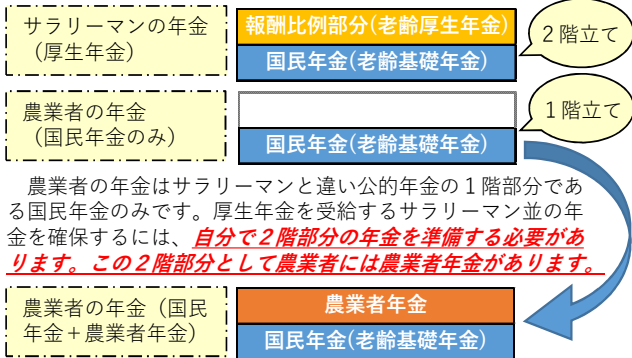 サラリーマンの年金
（厚生年金）
報酬比例部分(老齢厚生年金)
国民年金(老齢基礎年金)
２階立て
農業者の年金
（国民年金のみ）
国民年金(老齢基礎年金)
１階立て
　農業者の年金はサラリーマンと違い公的年金の１階部分であ
る国民年金のみです。厚生年金を受給するサラリーマン並の年
金を確保するには、自分で２階部分の年金を準備する必要があ
ります。この２階部分として農業者には農業者年金があります。
農業者の年金（国民
年金＋農業者年金）
農業者年金
国民年金(老齢基礎年金)